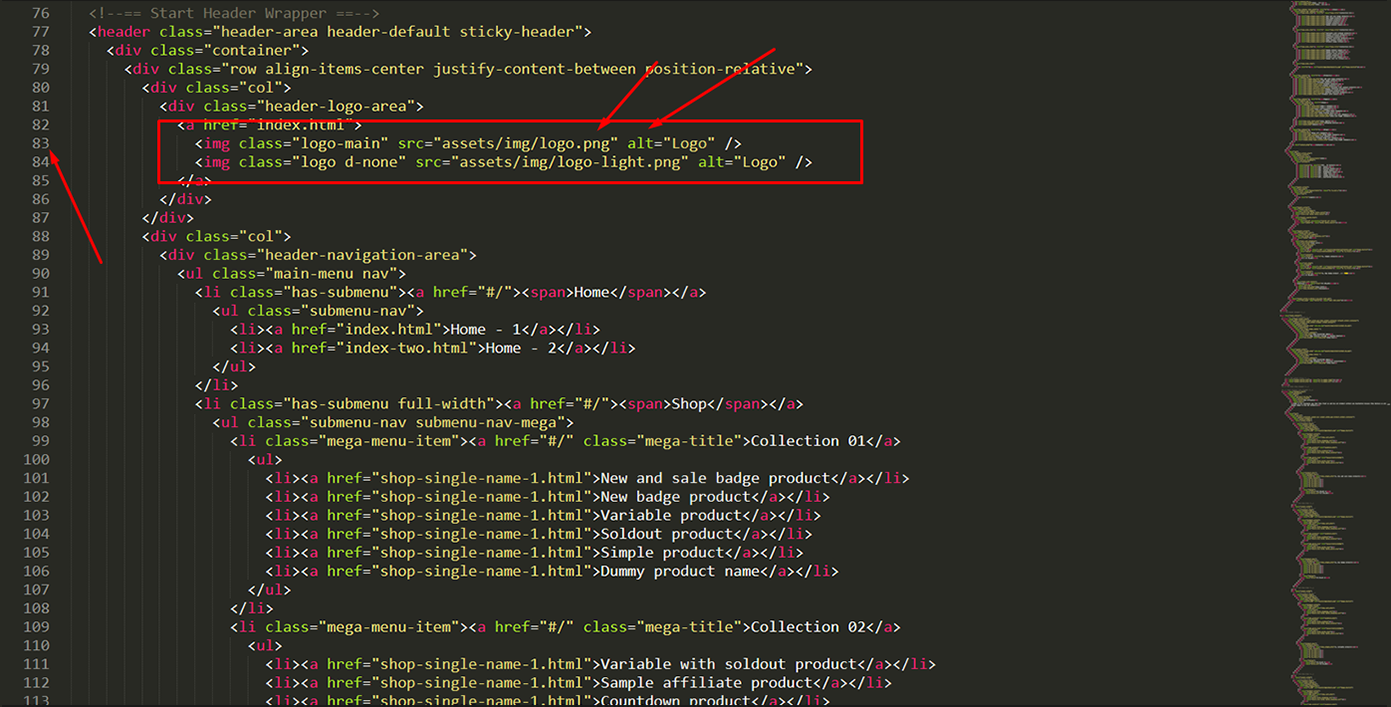 76 <!--== Start Header Wrapper ==-->
77 <header class="header-area header-default sticky-header">
78 <div class="container">
79 <div class="row align-items-center justify-content-between position-relative">
80 <div class="col">
81 <div class="header-logo-area">
82 <a href="index.html">
83 <img class="logo-main" src="assets/img/logo.png" alt="Logo" />
84 <img class="logo d-none" src="assets/img/logo-light.png" alt="Logo" />
85 </a>
86 </div>
87 </div>
88 <div class="col">
89 <div class="header-navigation-area">
90 <ul class="main-menu nav">
91 <li class="has-submenu"><a href="#/"><span>Home</span></a>
92 <ul class="submenu-nav">
93 <li><a href="index.html">Home - 1</a></li>
94 <li><a href="index-two.html">Home - 2</a></li>
95 </ul>
96 </li>
97 <li class="has-submenu full-width"><a href="#/"><span>Shop</span></a>
98 <ul class="submenu-nav submenu-nav-mega">
99 <li class="mega-menu-item"><a href="#/" class="mega-title">Collection 01</a>
100 <ul>
101 <li><a href="shop-single-name-1.html">New and sale badge product</a></li>
102 <li><a href="shop-single-name-1.html">New badge product</a></li>
103 <li><a href="shop-single-name-1.html">Variable product</a></li>
104 <li><a href="shop-single-name-1.html">Soldout product</a></li>
105 <li><a href="shop-single-name-1.html">Simple product</a></li>
106 <li><a href="shop-single-name-1.html">Dummy product name</a></li>
107 </ul>
108 </li>
109 <li class="mega-menu-item"><a href="#/" class="mega-title">Collection 02</a>
110 <ul>
111 <li><a href="shop-single-name-1.html">Variable with soldout product</a></li>
112 <li><a href="shop-single-name-1.html">Sample affiliate product</a></li>
113 <li><a href="shop-single-name-1.html">Countdown product</a></li>